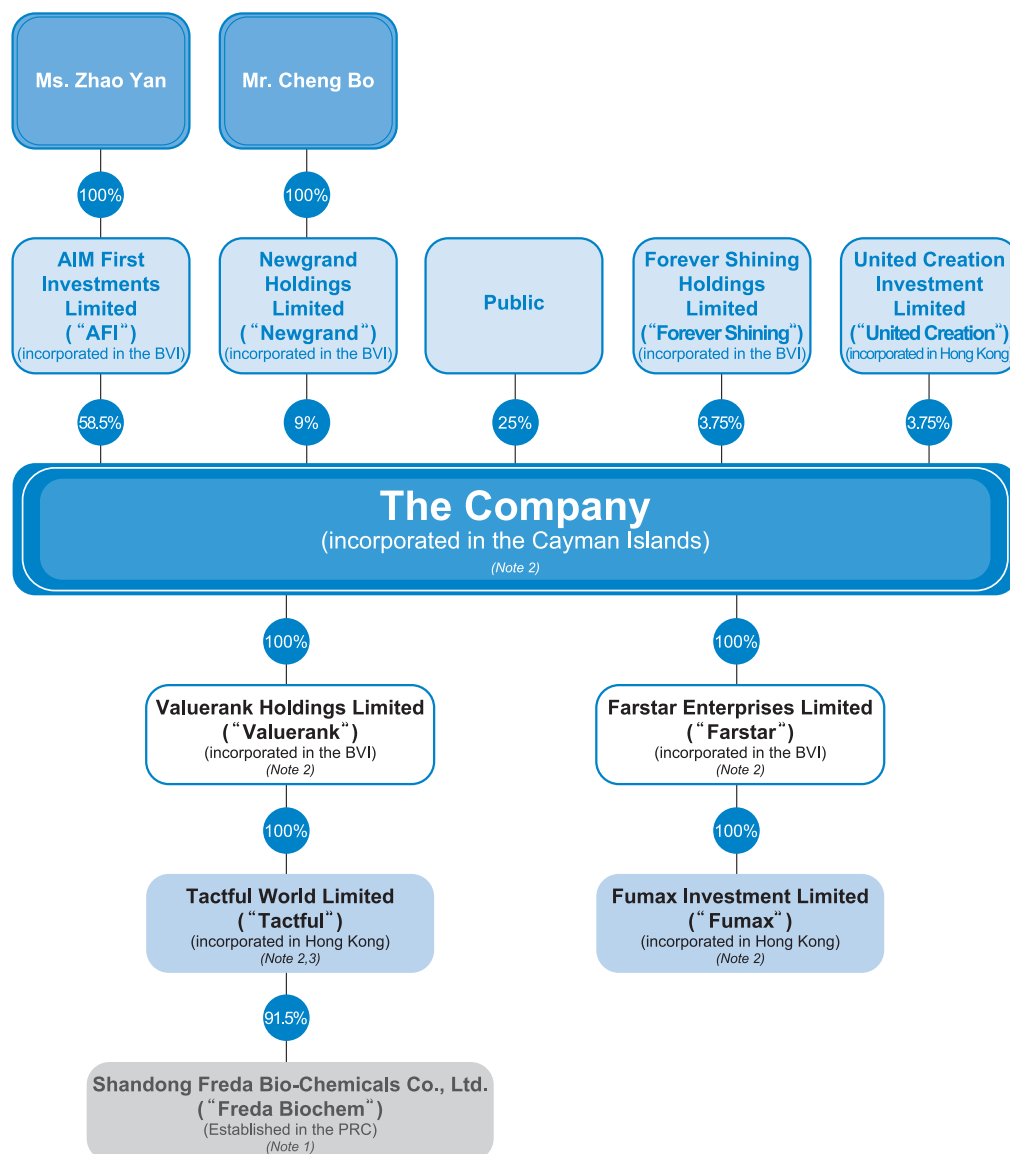 Ms. Zhao Yan
Mr. Cheng Bo
100%
100%
AIM First
Investments
Limited
(“AFI”)
(incorporated in the BVI)
Newgrand
Holdings
Limited
(“Newgrand”)
(incorporated in the BVI)
Public
Forever Shining
Holdings
Limited
(“Forever Shining”)
(incorporated in the BVI)
United Creation
Investment
Limited
(“United Creation”)
(incorporated in Hong Kong)
58.5%
9%
25%
3.75%
3.75%
The Company
(incorporated in the Cayman Islands)
(Note 2)
100%
100%
Valuerank Holdings Limited
(“Valuerank”)
(incorporated in the BVI)
(Note 2)
Farstar Enterprises Limited
(“Farstar”)
(incorporated in the BVI)
(Note 2)
100%
100%
Tactful World Limited
(“Tactful”)
(incorporated in Hong Kong)
(Note 2,3)
Fumax Investment Limited
(“Fumax”)
(incorporated in Hong Kong)
(Note 2)
91.5%
Shandong Freda Bio-Chemicals Co., Ltd.
(“Freda Biochem”)
(Established in the PRC)
(Note 1)